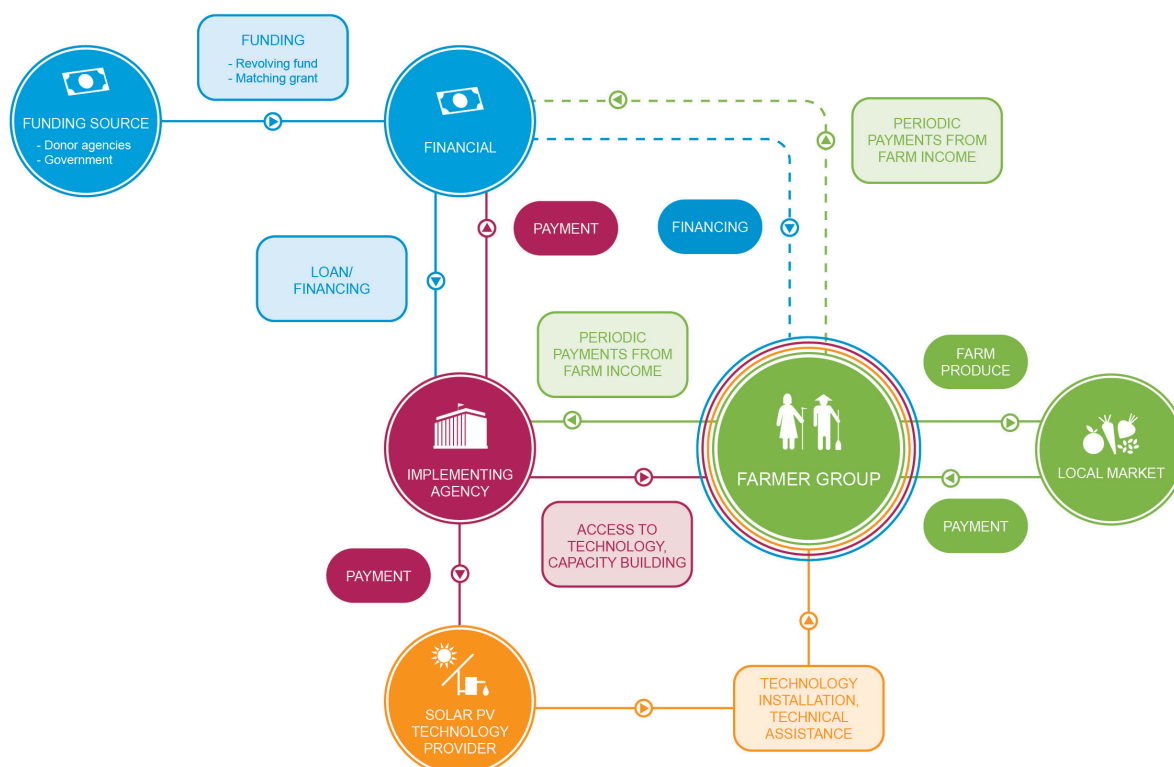 FUNDING
- Revolving fund
- Matching grant
FUNDING SOURCE
- Donor agencies
- Government
FINANCIAL
PERIODIC
PAYMENTS FROM
FARM INCOME
PAYMENT
FINANCING
LOAN/
FINANCING
PERIODIC
PAYMENTS FROM
FARM INCOME
FARM
PRODUCE
IMPLEMENTING
AGENCY
FARMER GROUP
LOCAL MARKET
ACCESS TO
TECHNOLOGY,
CAPACITY BUILDING
PAYMENT
PAYMENT
SOLAR PV
TECHNOLOGY
PROVIDER
TECHNOLOGY
INSTALLATION,
TECHNICAL
ASSISTANCE